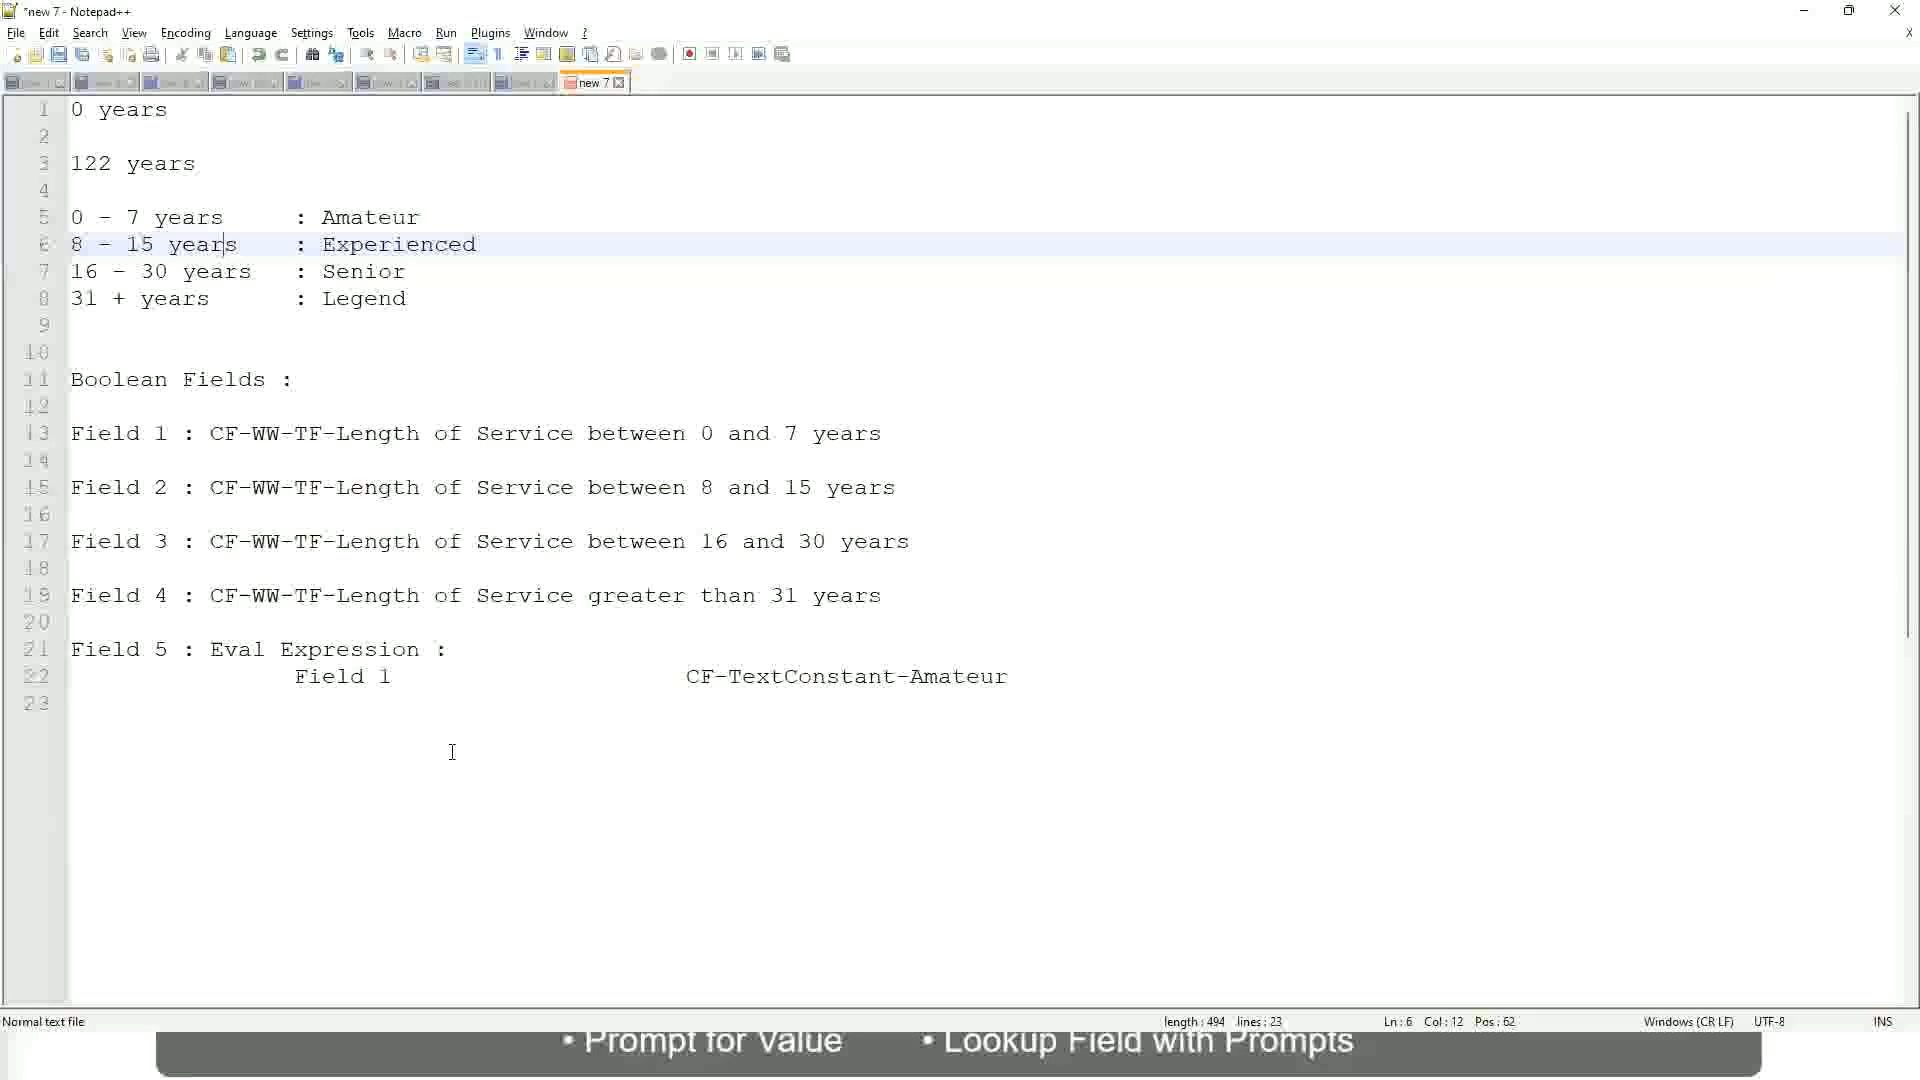 *new 7 - Notepad++
File Edit Search View Encoding Language Settings Tools Macro Run Plugins Window ? X
new 7
1 0 years
2
3 122 years
4
5 0 - 7 years : Amateur
6 8 - 15 years : Experienced
7 16 - 30 years : Senior
8 31 + years : Legend
9
10
11 Boolean Fields :
12
13 Field 1 : CF-WW-TF-Length of Service between 0 and 7 years
14
15 Field 2 : CF-WW-TF-Length of Service between 8 and 15 years
16
17 Field 3 : CF-WW-TF-Length of Service between 16 and 30 years
18
19 Field 4 : CF-WW-TF-Length of Service greater than 31 years
20
21 Field 5 : Eval Expression :
22 Field 1 CF-TextConstant-Amateur
23
Normal text file length : 494 lines : 23 Ln : 6 Col : 12 Pos : 62 Windows (CR LF) UTF-8 INS
• Prompt for Value • Lookup Field with Prompts